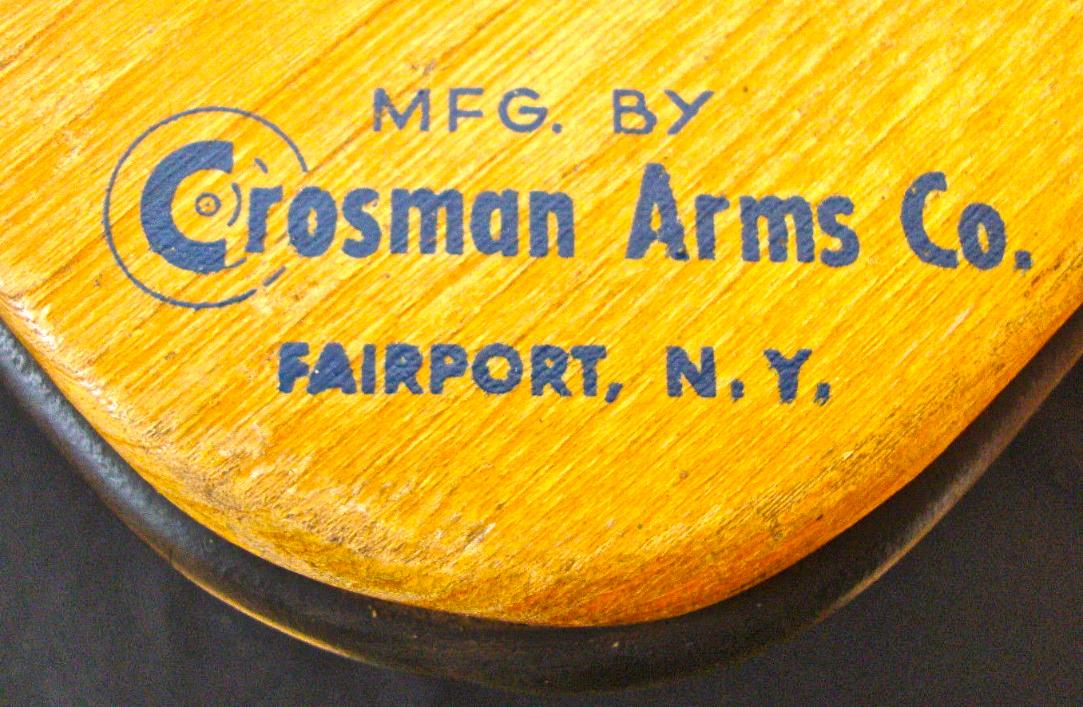 MFG. BY
Crosman Arms Co.
FAIRPORT, N.Y.